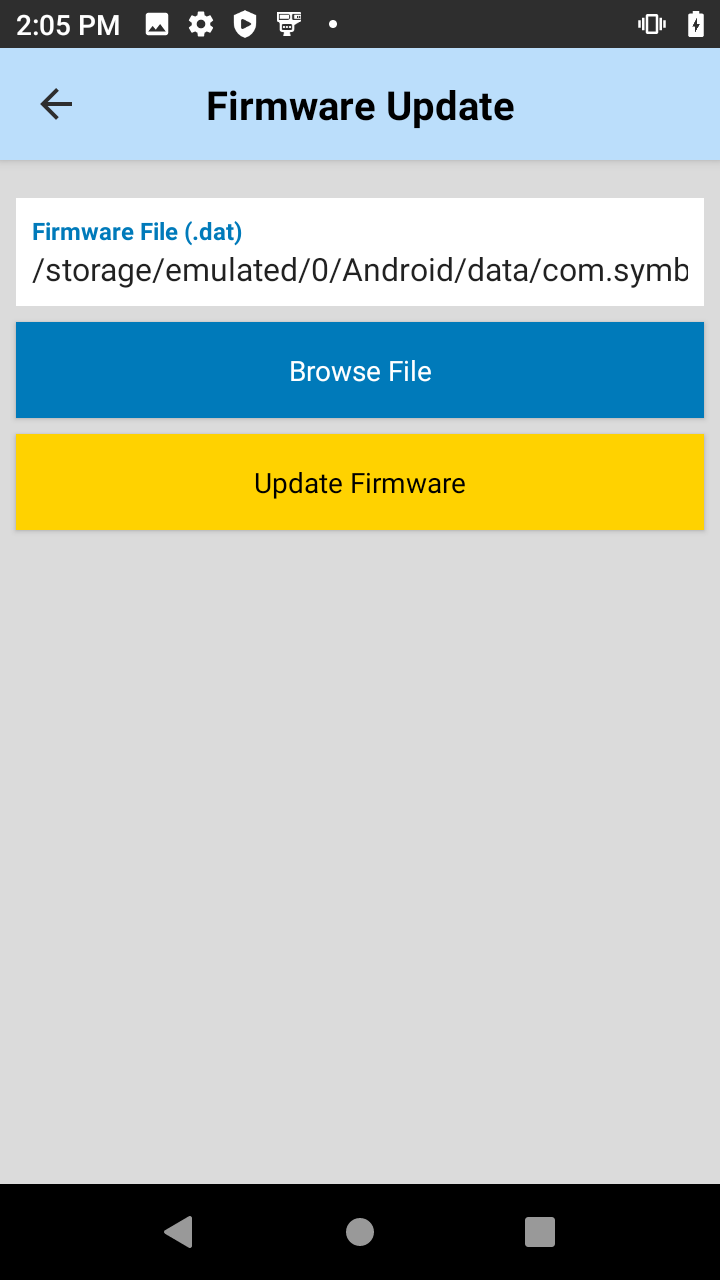 2:05 PM
Firmware Update
Firmware File (.dat)
/storage/emulated/0/Android/data/com.symb
Browse File
Update Firmware